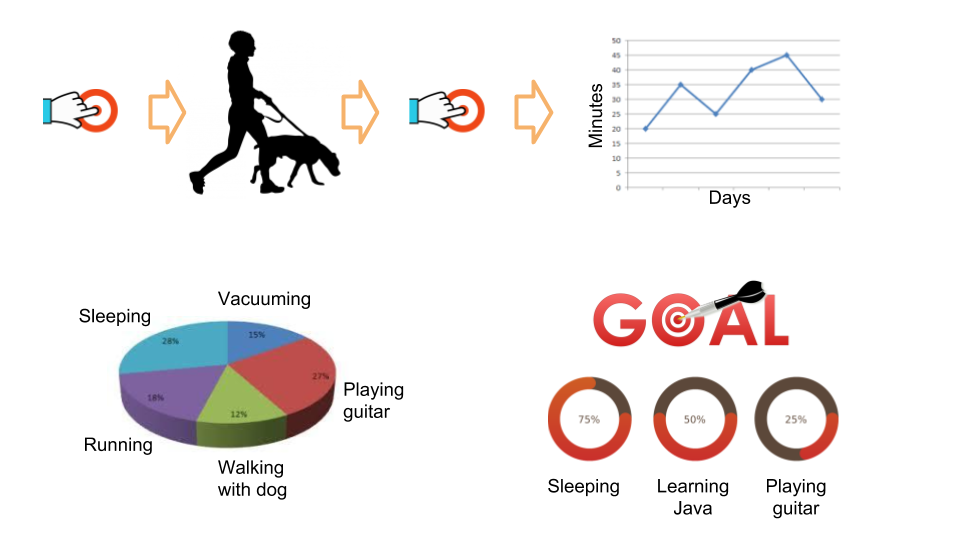 50
45
40
35
30
25
20
15
10
5
0
Minutes
Days
Vacuuming
Sleeping
15%
28%
27%
18%
12%
Playing
guitar
Running
Walking
with dog
GOAL
75%
50%
25%
Sleeping
Learning
Java
Playing
guitar